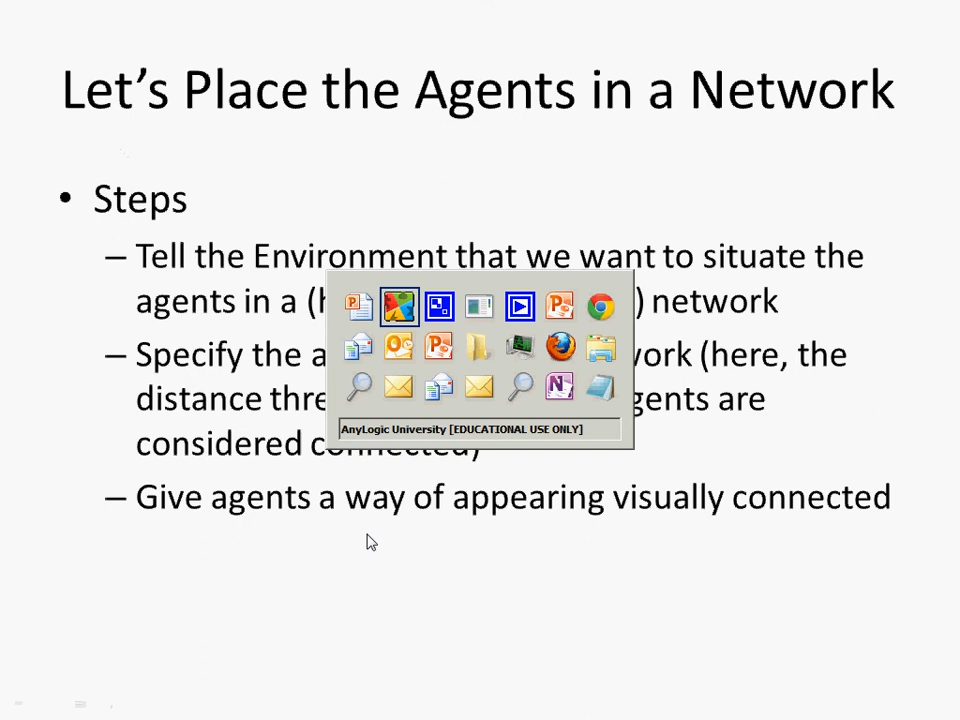 Let's Place the Agents in a Network
• Steps
– Tell the Environment that we want to situate the
agents in a ( ) network
– Specify the a work (here, the
distance thre gents are
considered connected)
– Give agents a way of appearing visually connected
AnyLogic University [EDUCATIONAL USE ONLY]